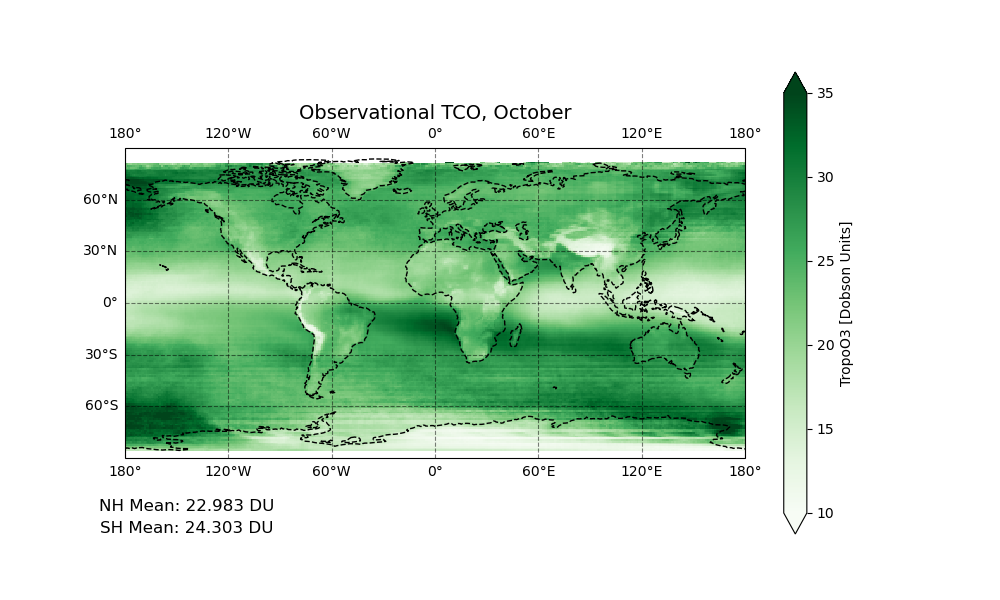 Observational TCO, October
180° 120°W 60°W 0° 60°E 120°E 180°
60°N
30°N
0°
30°S
60°S
180° 120°W 60°W 0° 60°E 120°E 180°
35
30
25
20
15
10
TropoO3 [Dobson Units]
NH Mean: 22.983 DU
SH Mean: 24.303 DU